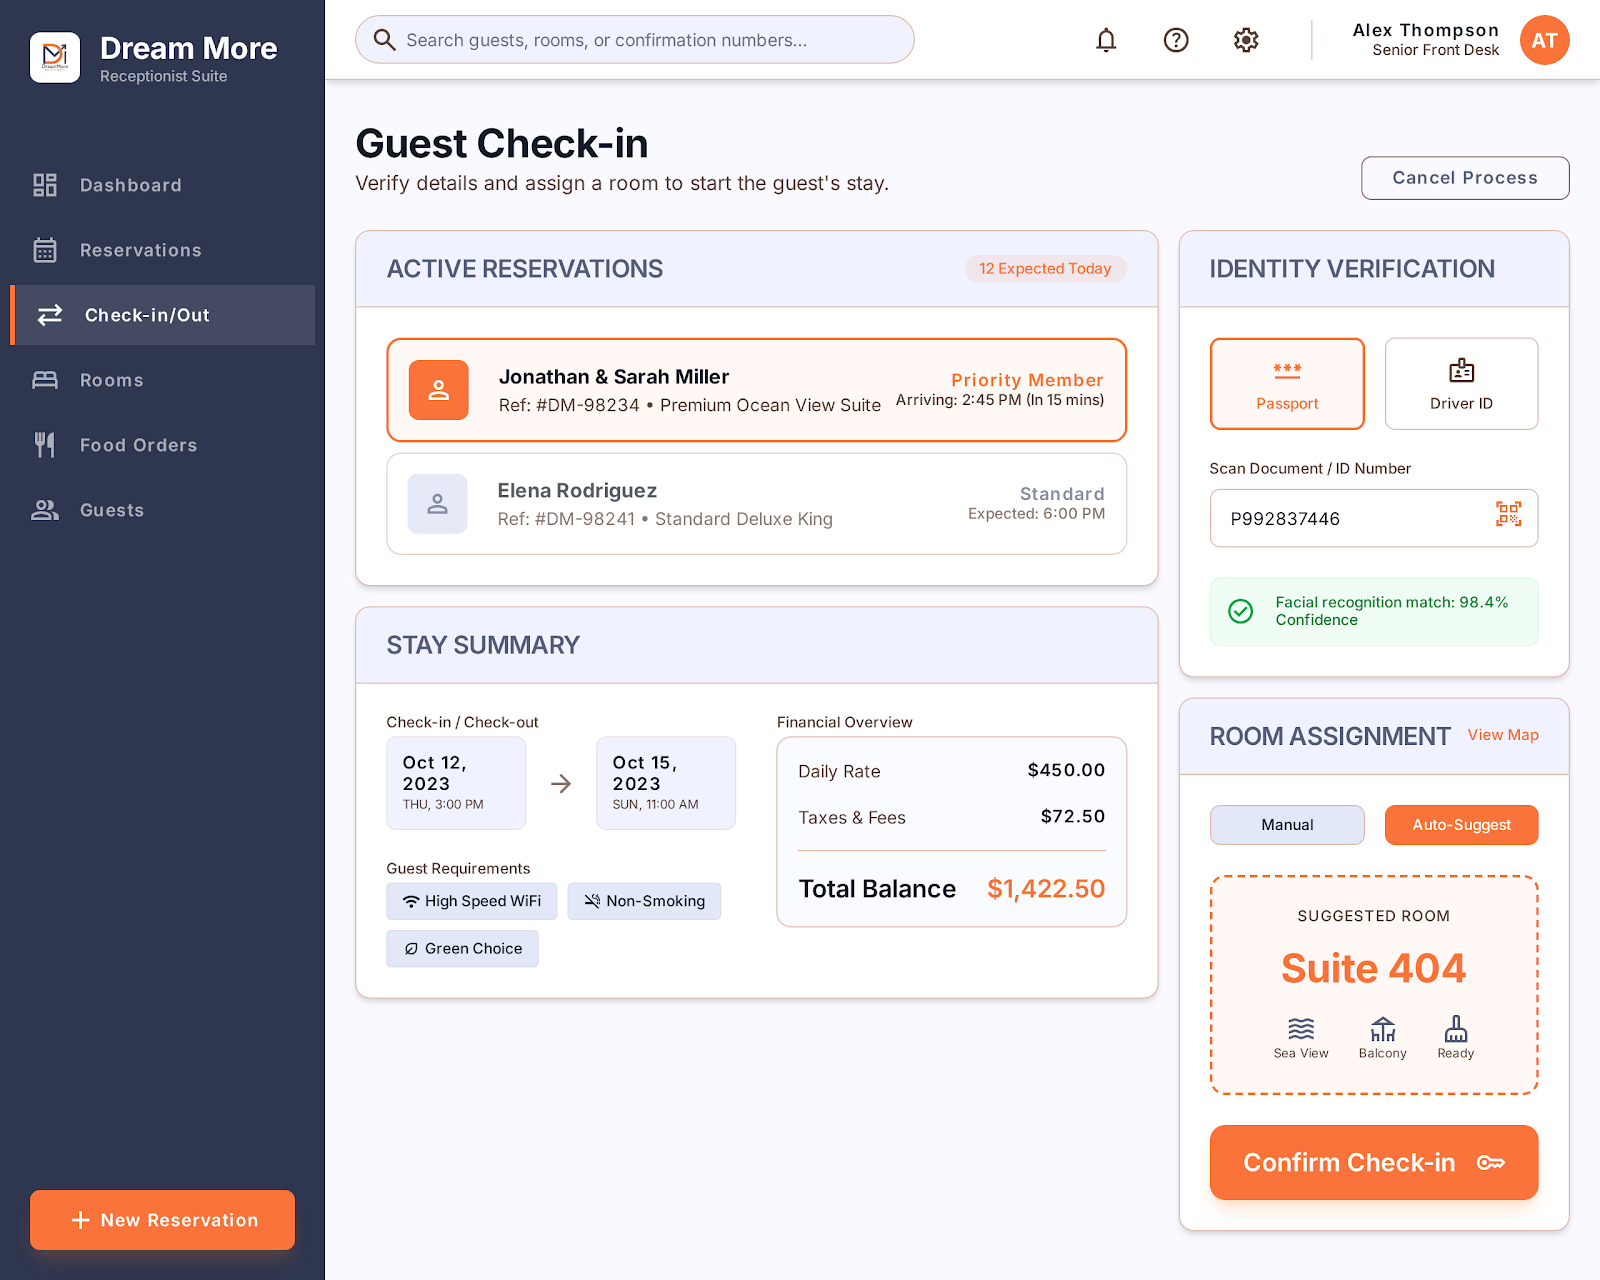 Dream More
Receptionist Suite
Dashboard
Reservations
Check-in/Out
Rooms
Food Orders
Guests
New Reservation
Search guests, rooms, or confirmation numbers...
Alex Thompson
Senior Front Desk
AT
Guest Check-in
Verify details and assign a room to start the guest's stay.
Cancel Process
ACTIVE RESERVATIONS
12 Expected Today
Jonathan & Sarah Miller
Ref: #DM-98234 • Premium Ocean View Suite
Priority Member
Arriving: 2:45 PM (In 15 mins)
Elena Rodriguez
Ref: #DM-98241 • Standard Deluxe King
Standard
Expected: 6:00 PM
STAY SUMMARY
Check-in / Check-out
Oct 12,
2023
THU, 3:00 PM
Oct 15,
2023
SUN, 11:00 AM
Guest Requirements
High Speed WiFi
Non-Smoking
Green Choice
Financial Overview
Daily Rate
$450.00
Taxes & Fees
$72.50
Total Balance
$1,422.50
IDENTITY VERIFICATION
Passport
Driver ID
Scan Document / ID Number
P992837446
Facial recognition match: 98.4%
Confidence
ROOM ASSIGNMENT
View Map
Manual
Auto-Suggest
SUGGESTED ROOM
Suite 404
Sea View
Balcony
Ready
Confirm Check-in